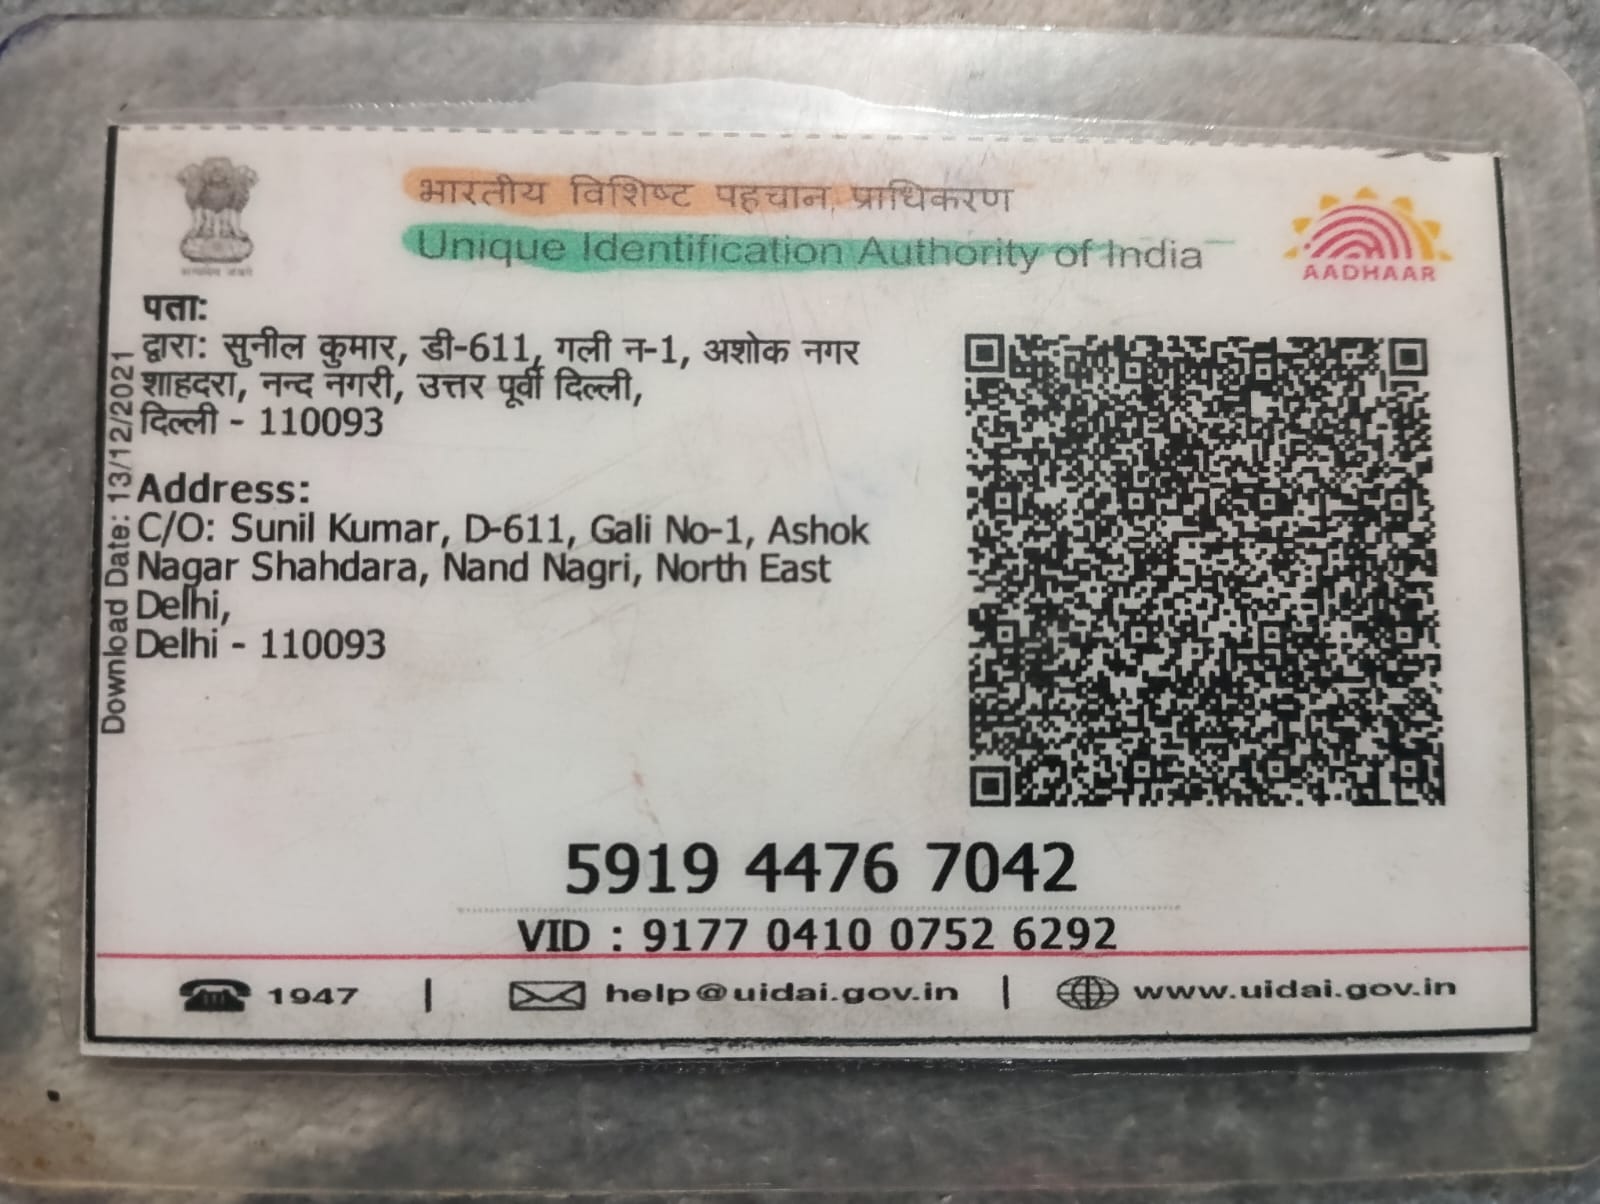 भारतीय विशिष्ट पहचान प्राधिकरण
Unique Identification Authority of India
AADHAAR
पता:
द्वारा: सुनील कुमार, डी-611, गली न-1, अशोक नगर
शाहदरा, नन्द नगरी, उत्तर पूर्वी दिल्ली,
दिल्ली - 110093
Address:
C/O: Sunil Kumar, D-611, Gali No-1, Ashok
Nagar Shahdara, Nand Nagri, North East
Delhi,
Delhi - 110093
Download Date: 13/12/2021
5919 4476 7042
VID : 9177 0410 0752 6292
1947 | help@uidai.gov.in | www.uidai.gov.in